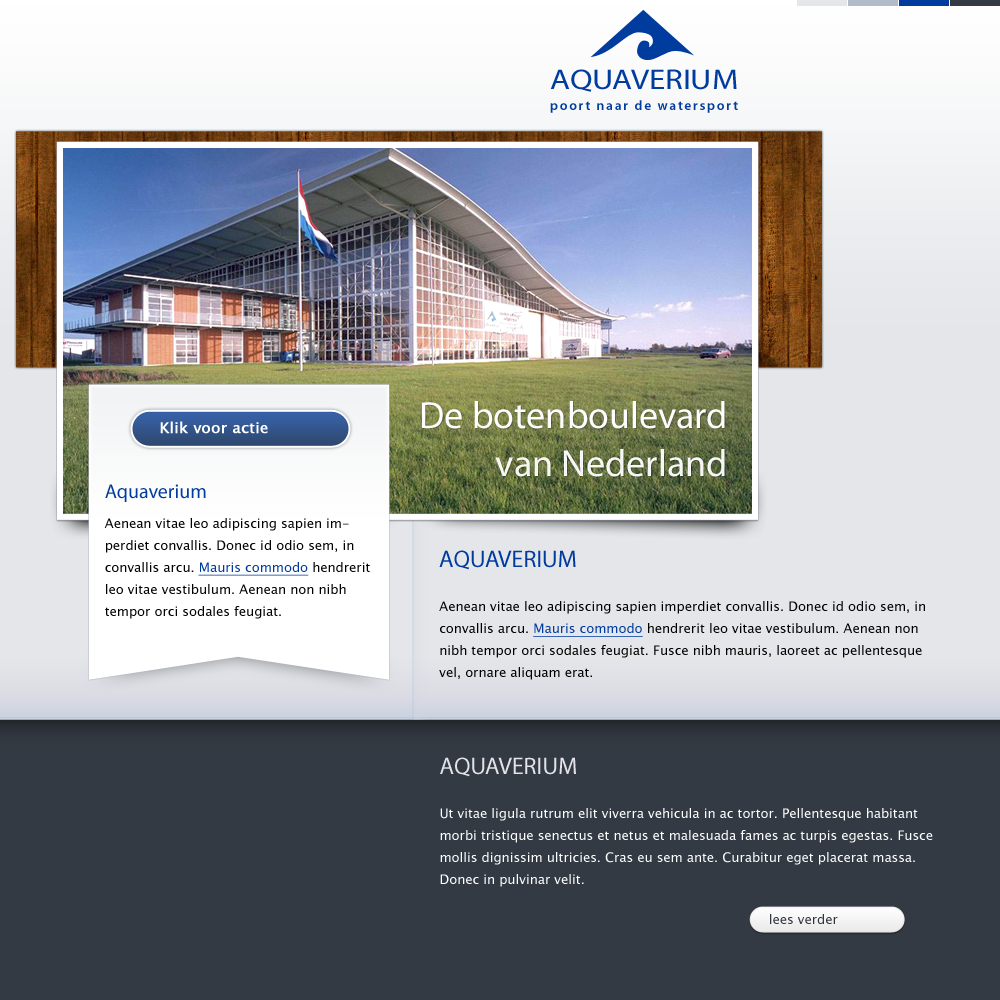 AQUAVERIUM
poort naar de watersport
De botenboulevard
van Nederland
Klik voor actie
Aquaverium
Aenean vitae leo adipiscing sapien im-
perdiet convallis. Donec id odio sem, in
convallis arcu. Mauris commodo hendrerit
leo vitae vestibulum. Aenean non nibh
tempor orci sodales feugiat.
AQUAVERIUM
Aenean vitae leo adipiscing sapien imperdiet convallis. Donec id odio sem, in
convallis arcu. Mauris commodo hendrerit leo vitae vestibulum. Aenean non
nibh tempor orci sodales feugiat. Fusce nibh mauris, laoreet ac pellentesque
vel, ornare aliquam erat.
AQUAVERIUM
Ut vitae ligula rutrum elit viverra vehicula in ac tortor. Pellentesque habitant
morbi tristique senectus et netus et malesuada fames ac turpis egestas. Fusce
mollis dignissim ultricies. Cras eu sem ante. Curabitur eget placerat massa.
Donec in pulvinar velit.
lees verder